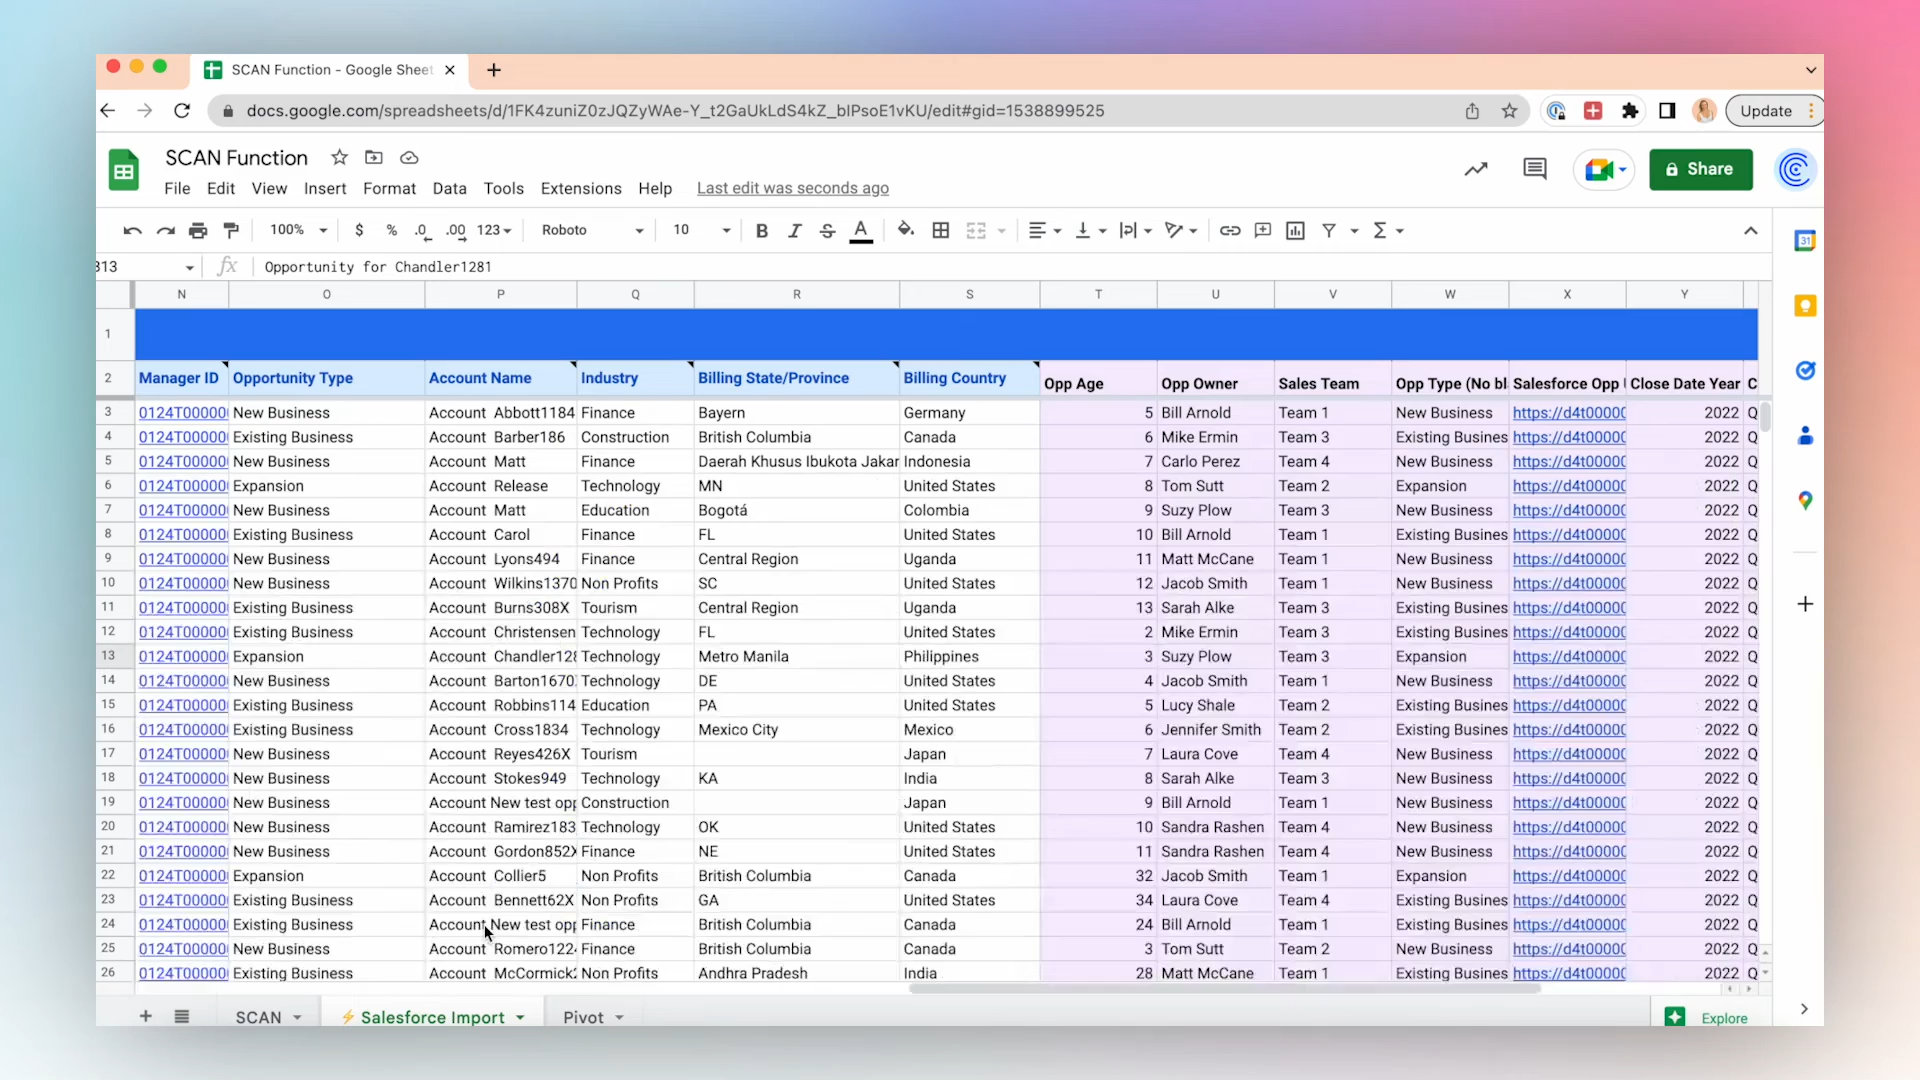 SCAN Function - Google Sheet
docs.google.com/spreadsheets/d/1FK4zuniZ0zJQZyWAe-Y_t2GaUkLdS4kZ_bIPsoE1vKU/edit#gid=1538899525
Update
SCAN Function
File Edit View Insert Format Data Tools Extensions Help Last edit was seconds ago
Share
100% $ % .0 .00 123 Roboto 10 B I S A Σ
31
313 fx Opportunity for Chandler1281
N O P Q R S T U V W X Y
1
2 Manager ID Opportunity Type Account Name Industry Billing State/Province Billing Country Opp Age Opp Owner Sales Team Opp Type (No bl Salesforce Opp Close Date Year C
3 0124T00000 New Business Account Abbott1184 Finance Bayern Germany 5 Bill Arnold Team 1 New Business https://d4t00000 2022 Q
4 0124T00000 Existing Business Account Barber186 Construction British Columbia Canada 6 Mike Ermin Team 3 Existing Busines https://d4t00000 2022 Q
5 0124T00000 New Business Account Matt Finance Daerah Khusus Ibukota Jakar Indonesia 7 Carlo Perez Team 4 New Business https://d4t00000 2022 Q
6 0124T00000 Expansion Account Release Technology MN United States 8 Tom Sutt Team 2 Expansion https://d4t00000 2022 Q
7 0124T00000 New Business Account Matt Education Bogotá Colombia 9 Suzy Plow Team 3 New Business https://d4t00000 2022 Q
8 0124T00000 Existing Business Account Carol Finance FL United States 10 Bill Arnold Team 1 Existing Busines https://d4t00000 2022 Q
9 0124T00000 New Business Account Lyons494 Finance Central Region Uganda 11 Matt McCane Team 1 New Business https://d4t00000 2022 Q
10 0124T00000 New Business Account Wilkins1370 Non Profits SC United States 12 Jacob Smith Team 1 New Business https://d4t00000 2022 Q
11 0124T00000 Existing Business Account Burns308X Tourism Central Region Uganda 13 Sarah Alke Team 3 Existing Busines https://d4t00000 2022 Q
12 0124T00000 Existing Business Account Christensen Technology FL United States 2 Mike Ermin Team 3 Existing Busines https://d4t00000 2022 Q
13 0124T00000 Expansion Account Chandler128 Technology Metro Manila Philippines 3 Suzy Plow Team 3 Expansion https://d4t00000 2022 Q
14 0124T00000 New Business Account Barton1670 Technology DE United States 4 Jacob Smith Team 1 New Business https://d4t00000 2022 Q
15 0124T00000 Existing Business Account Robbins114 Education PA United States 5 Lucy Shale Team 2 Existing Busines https://d4t00000 2022 Q
16 0124T00000 Existing Business Account Cross1834 Technology Mexico City Mexico 6 Jennifer Smith Team 2 Existing Busines https://d4t00000 2022 Q
17 0124T00000 New Business Account Reyes426X Tourism Japan 7 Laura Cove Team 4 New Business https://d4t00000 2022 Q
18 0124T00000 New Business Account Stokes949 Technology KA India 8 Sarah Alke Team 3 New Business https://d4t00000 2022 Q
19 0124T00000 New Business Account New test opp Construction Japan 9 Bill Arnold Team 1 New Business https://d4t00000 2022 Q
20 0124T00000 New Business Account Ramirez183 Technology OK United States 10 Sandra Rashen Team 4 New Business https://d4t00000 2022 Q
21 0124T00000 New Business Account Gordon852X Finance NE United States 11 Sandra Rashen Team 4 New Business https://d4t00000 2022 Q
22 0124T00000 Expansion Account Collier5 Non Profits British Columbia Canada 32 Jacob Smith Team 1 Expansion https://d4t00000 2022 Q
23 0124T00000 Existing Business Account Bennett62X Non Profits GA United States 34 Laura Cove Team 4 Existing Busines https://d4t00000 2022 Q
24 0124T00000 Existing Business Account New test opp Finance British Columbia Canada 24 Bill Arnold Team 1 Existing Busines https://d4t00000 2022 Q
25 0124T00000 New Business Account Romero1224 Finance British Columbia Canada 3 Tom Sutt Team 2 New Business https://d4t00000 2022 Q
26 0124T00000 Existing Business Account McCormick Non Profits Andhra Pradesh India 28 Matt McCane Team 1 Existing Busines https://d4t00000 2022 Q
SCAN Salesforce Import Pivot Explore